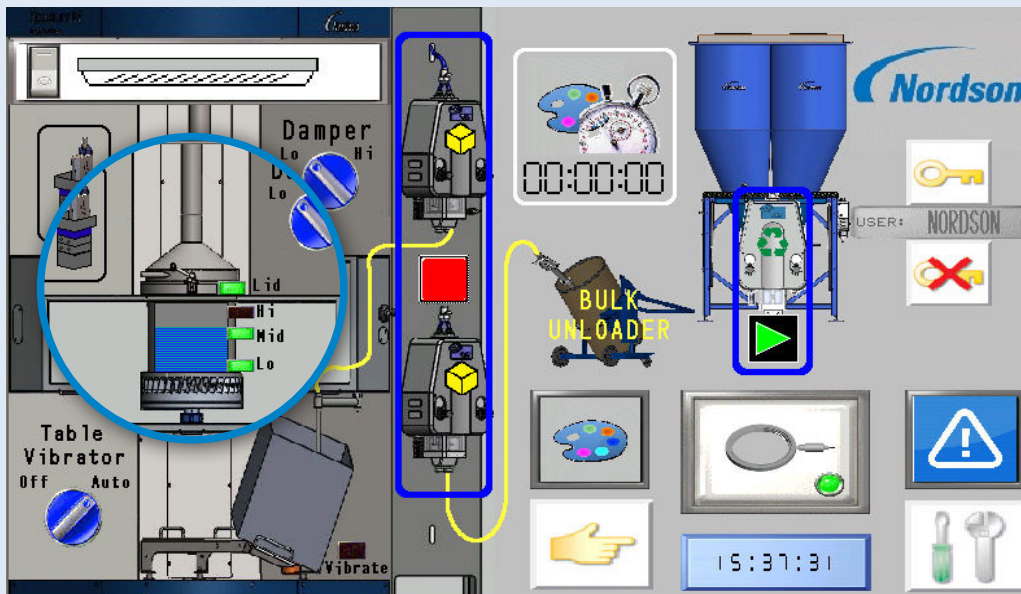 Damper
Lo Hi
D
Lo
Lid
Hi
Mid
Lo
Table
Vibrator
Off Auto
Vibrate
00:00:00
BULK
UNLOADER
Nordson
USER: NORDSON
15:37:31